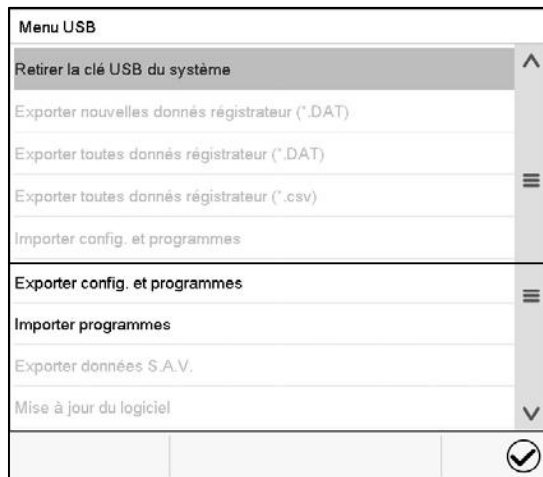 Menu USB
Retirer la clé USB du système
Exporter nouvelles donnés régistrateur (*.DAT)
Exporter toutes donnés régistrateur (*.DAT)
Exporter toutes donnés régistrateur (*.csv)
Importer config. et programmes
Exporter config. et programmes
Importer programmes
Exporter données S.A.V.
Mise à jour du logiciel